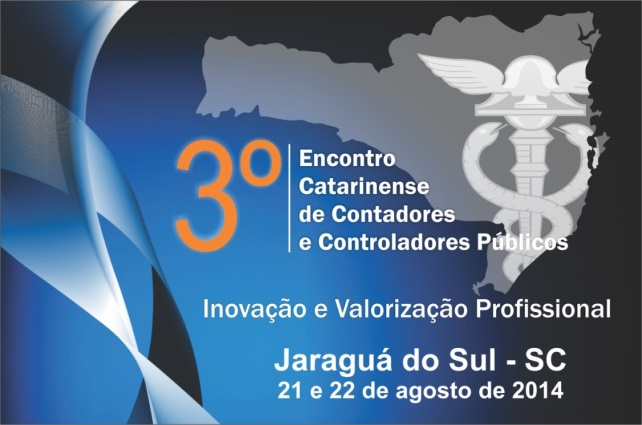 3º
Encontro
Catarinense
de Contadores
e Controladores Públicos
Inovação e Valorização Profissional
Jaraguá do Sul - SC
21 e 22 de agosto de 2014